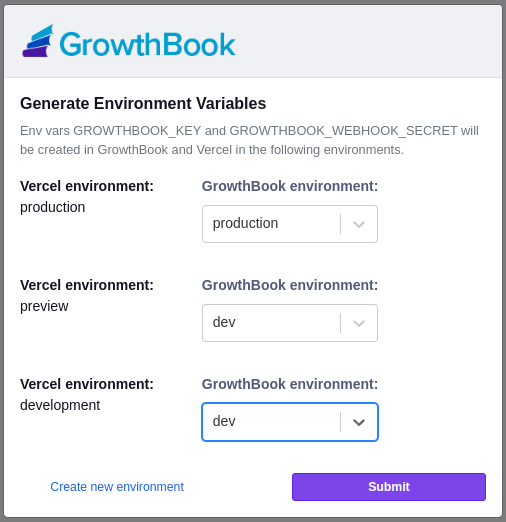 GrowthBook
Generate Environment Variables
Env vars GROWTHBOOK_KEY and GROWTHBOOK_WEBHOOK_SECRET will
be created in GrowthBook and Vercel in the following environments.
Vercel environment: GrowthBook environment:
production production
Vercel environment: GrowthBook environment:
preview dev
Vercel environment: GrowthBook environment:
development dev
Create new environment Submit